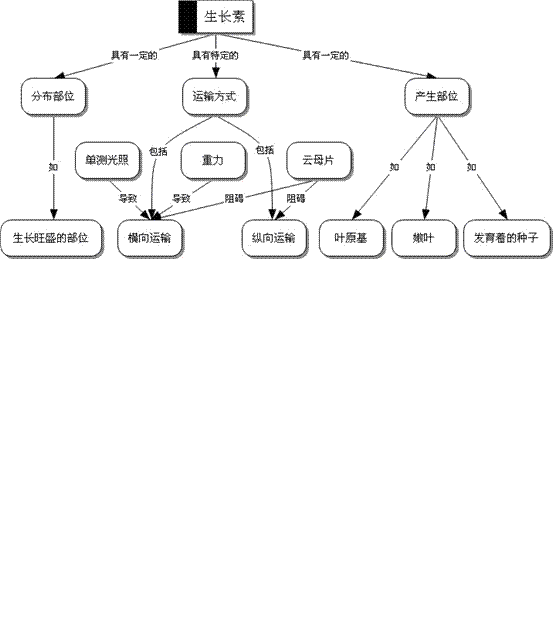 生长素
具有一定的 具有特定的 具有一定的
分布部位 运输方式 产生部位
包括 包括
单测光照 重力 云母片
如 如 如 如
导致 导致 阻碍 阻碍
生长旺盛的部位 横向运输 纵向运输 叶原基 嫩叶 发育着的种子